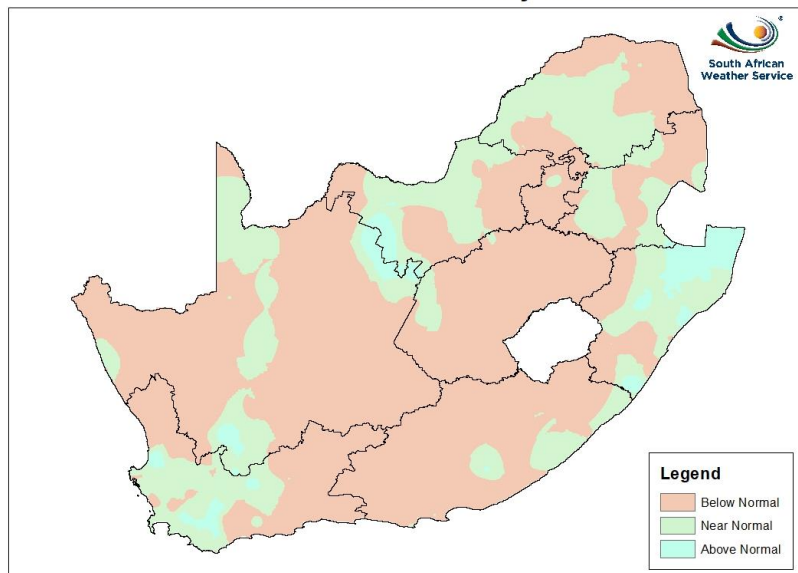 South African
Weather Service
Legend
Below Normal
Near Normal
Above Normal